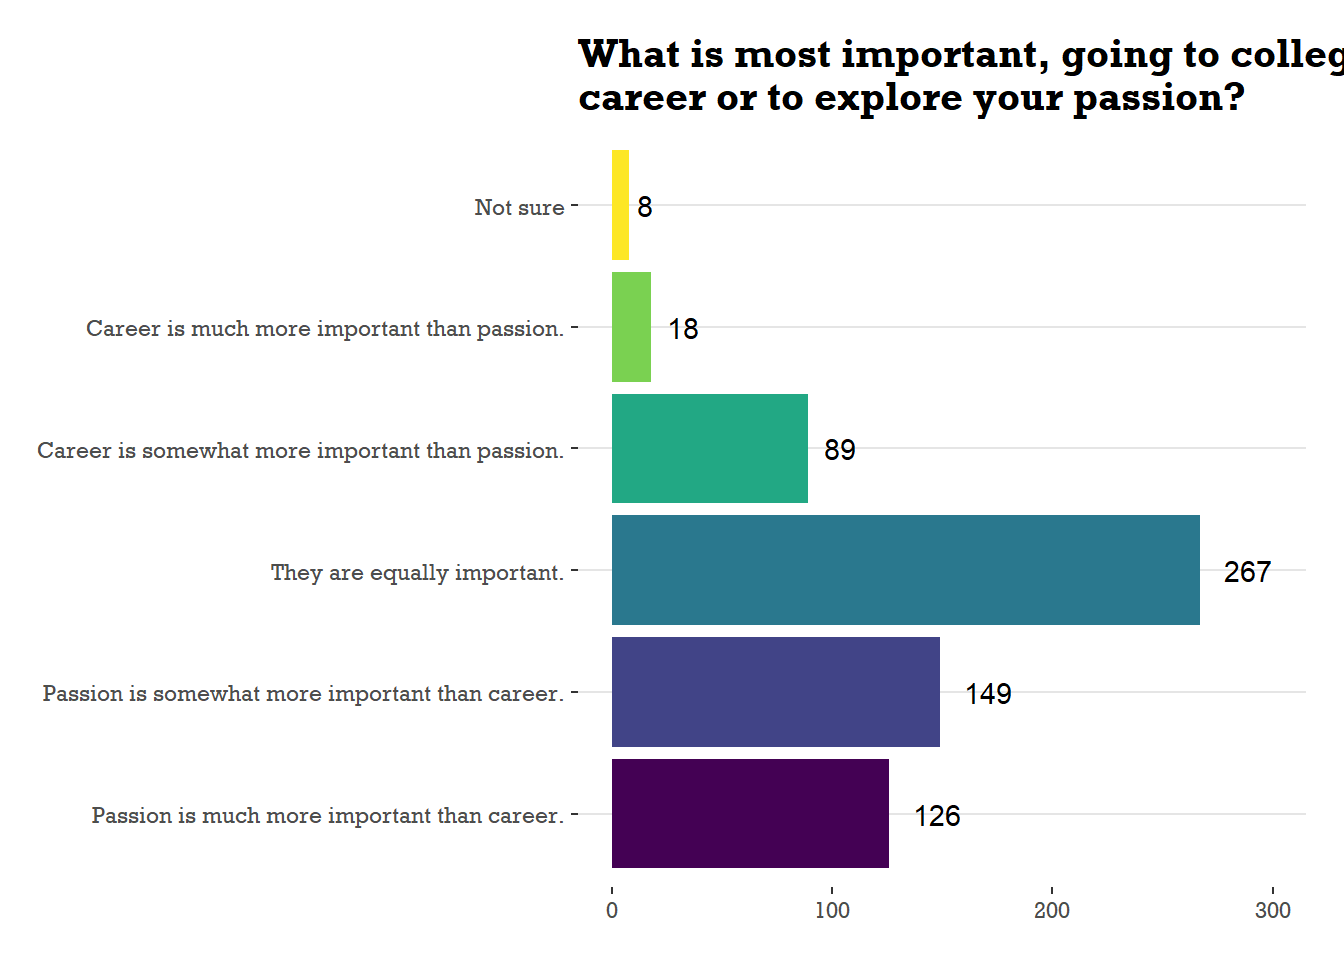 What is most important, going to colleg
career or to explore your passion?
Not sure
8
Career is much more important than passion.
18
Career is somewhat more important than passion.
89
They are equally important.
267
Passion is somewhat more important than career.
149
Passion is much more important than career.
126
0 100 200 300